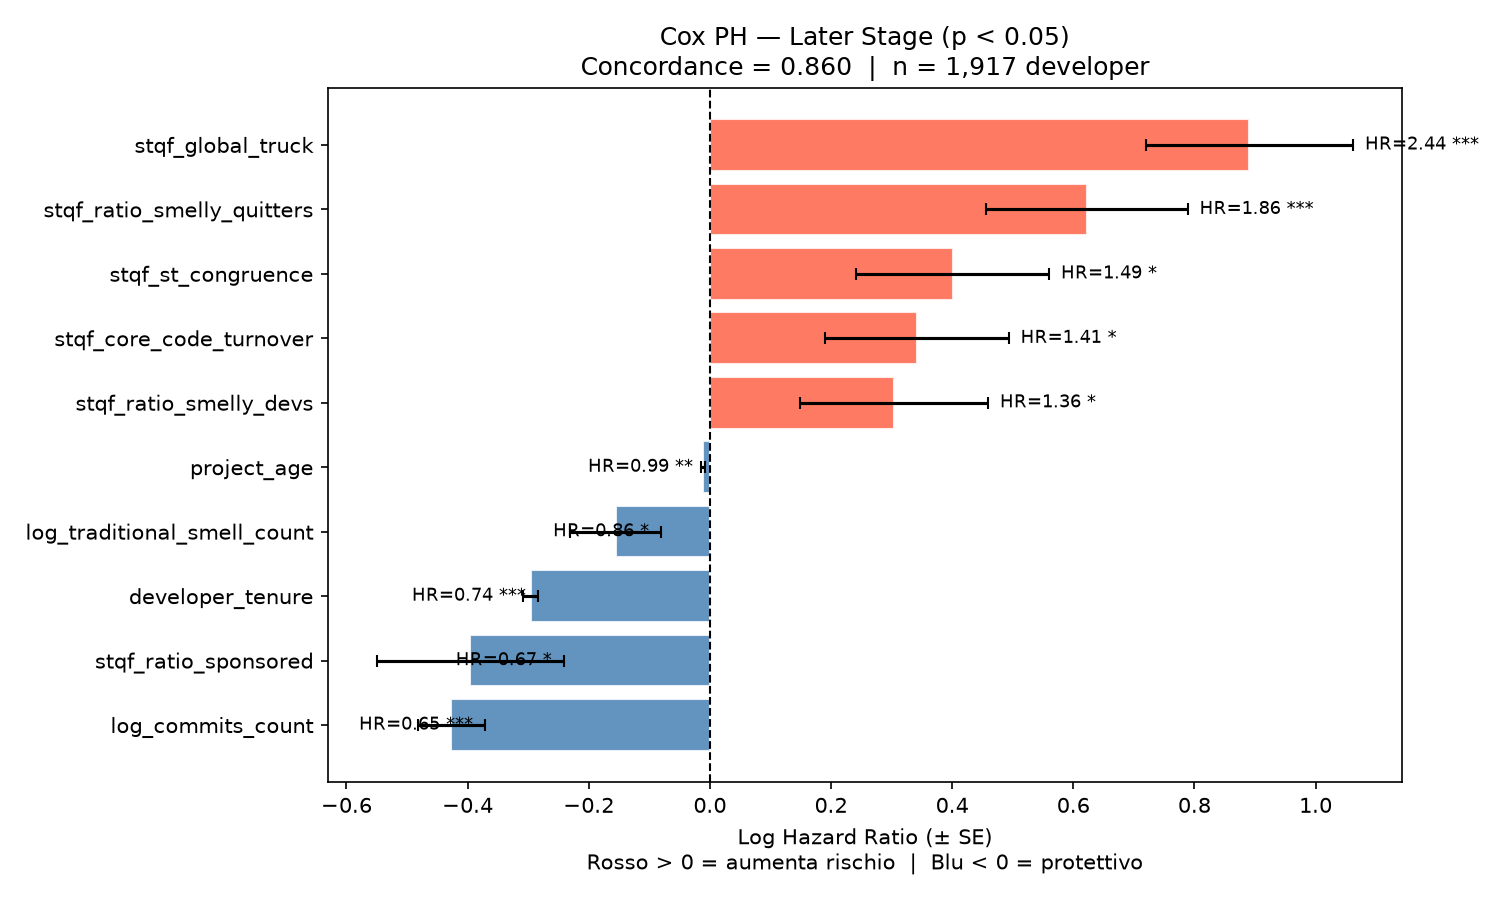 Cox PH — Later Stage (p < 0.05)
Concordance = 0.860 | n = 1,917 developer
stqf_global_truck
HR=2.44 ***
stqf_ratio_smelly_quitters
HR=1.86 ***
stqf_st_congruence
HR=1.49 *
stqf_core_code_turnover
HR=1.41 *
stqf_ratio_smelly_devs
HR=1.36 *
project_age
HR=0.99 **
log_traditional_smell_count
HR=0.86 *
developer_tenure
HR=0.74 ***
stqf_ratio_sponsored
HR=0.67 *
log_commits_count
HR=0.65 ***
−0.6 −0.4 −0.2 0.0 0.2 0.4 0.6 0.8 1.0
Log Hazard Ratio (± SE)
Rosso > 0 = aumenta rischio | Blu < 0 = protettivo